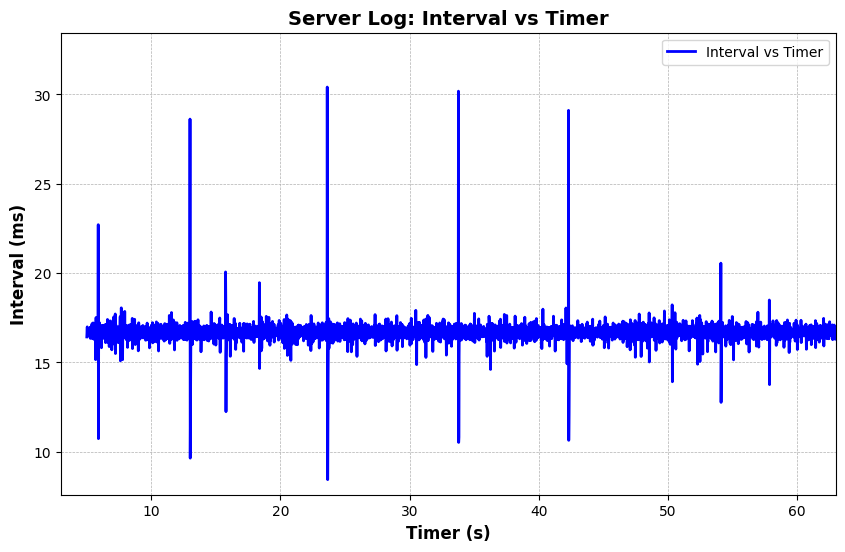 Server Log: Interval vs Timer
Interval vs Timer
30
25
20
15
10
Interval (ms)
10 20 30 40 50 60
Timer (s)